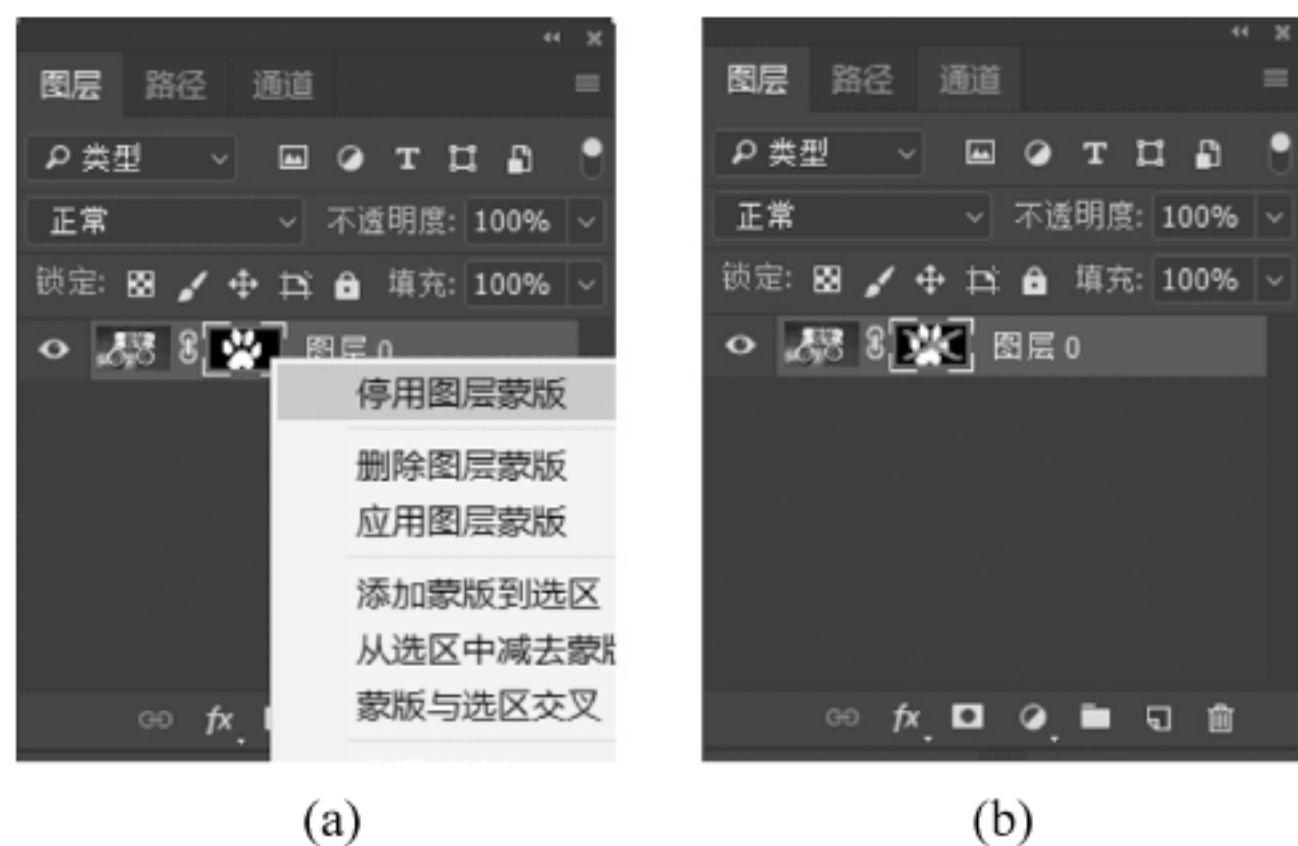 图层 路径 通道
类型
正常 不透明度: 100%
锁定: 填充: 100%
图层 0
停用图层蒙版
删除图层蒙版
应用图层蒙版
添加蒙版到选区
从选区中减去蒙版
蒙版与选区交叉
fx
(a)
图层 路径 通道
类型
正常 不透明度: 100%
锁定: 填充: 100%
图层 0
fx
(b)